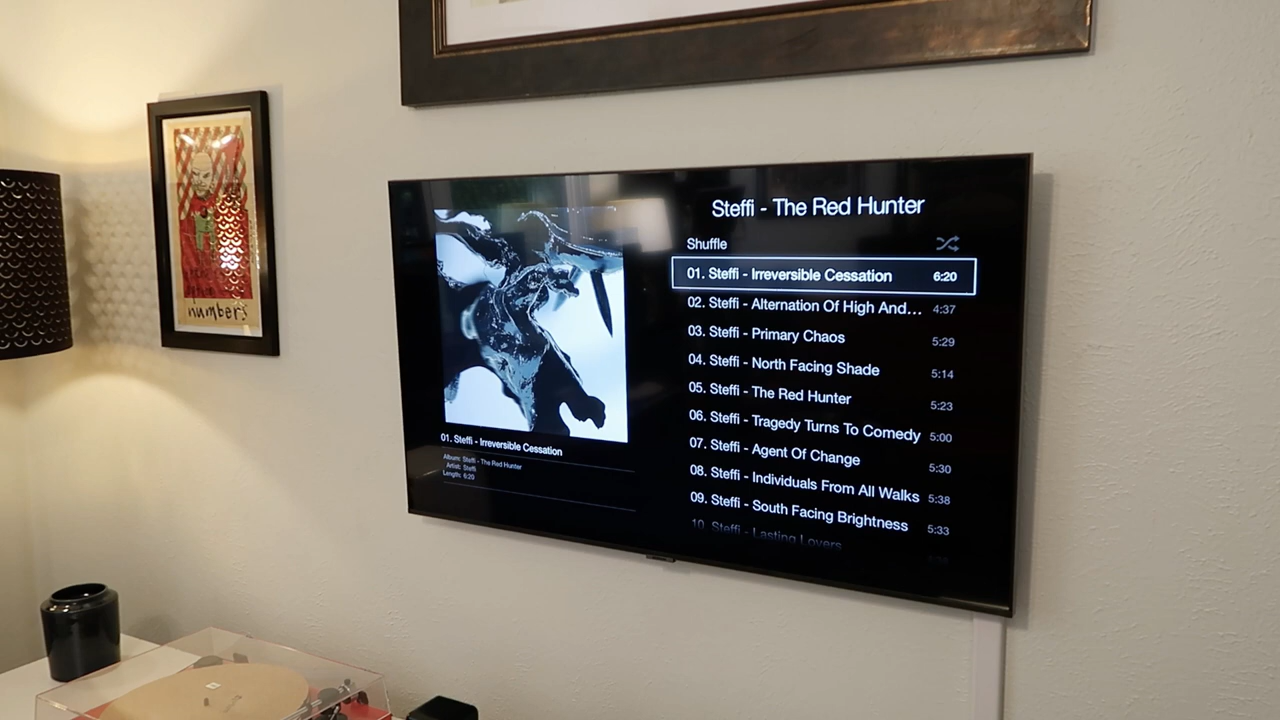 numbers
Steffi - The Red Hunter
Shuffle
01. Steffi - Irreversible Cessation 6:20
02. Steffi - Alternation Of High And... 4:37
03. Steffi - Primary Chaos 5:29
04. Steffi - North Facing Shade 5:14
05. Steffi - The Red Hunter 5:23
06. Steffi - Tragedy Turns To Comedy 5:00
07. Steffi - Agent Of Change 5:30
08. Steffi - Individuals From All Walks 5:38
09. Steffi - South Facing Brightness 5:33
10. Steffi - Lasting Lovers
01. Steffi - Irreversible Cessation
Album: Steffi - The Red Hunter
Artist: Steffi
Length: 6:20